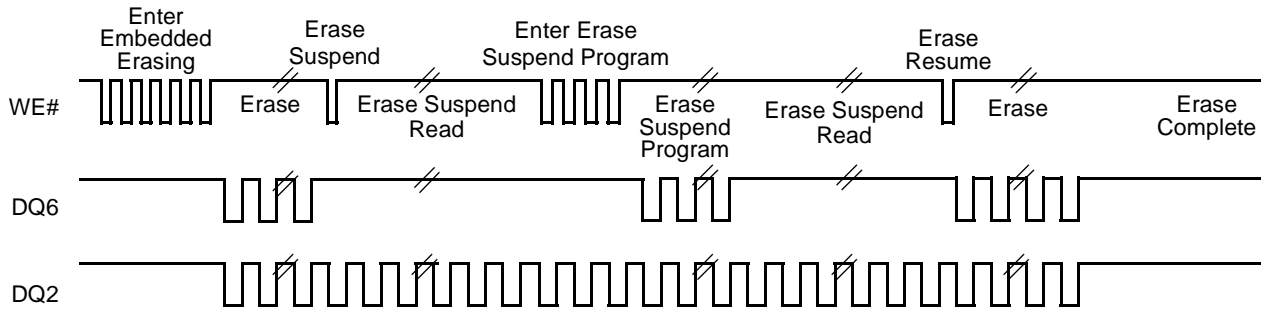 Enter
Embedded
Erasing
Erase
Suspend
Enter Erase
Suspend Program
Erase
Resume
WE#
Erase
Erase Suspend
Read
Erase
Suspend
Program
Erase Suspend
Read
Erase
Erase
Complete
DQ6
DQ2